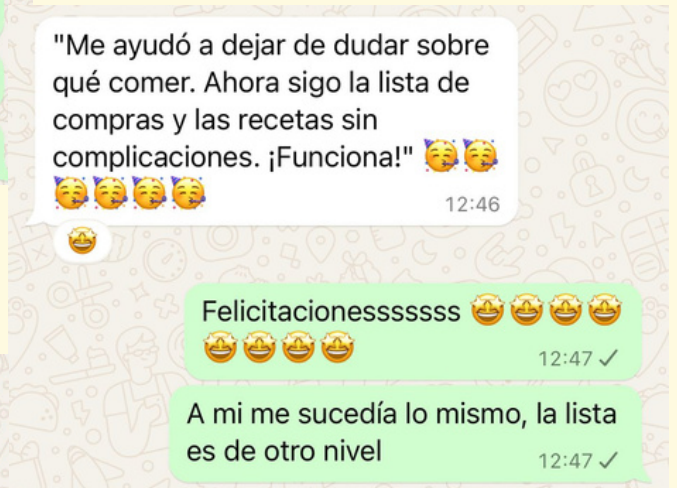 "Me ayudó a dejar de dudar sobre
qué comer. Ahora sigo la lista de
compras y las recetas sin
complicaciones. ¡Funciona!" 🥳🥳
🥳🥳🥳🥳
12:46
🤩
Felicitacionesssssss 🤩🤩🤩🤩
🤩🤩🤩🤩
12:47
A mi me sucedía lo mismo, la lista
es de otro nivel
12:47